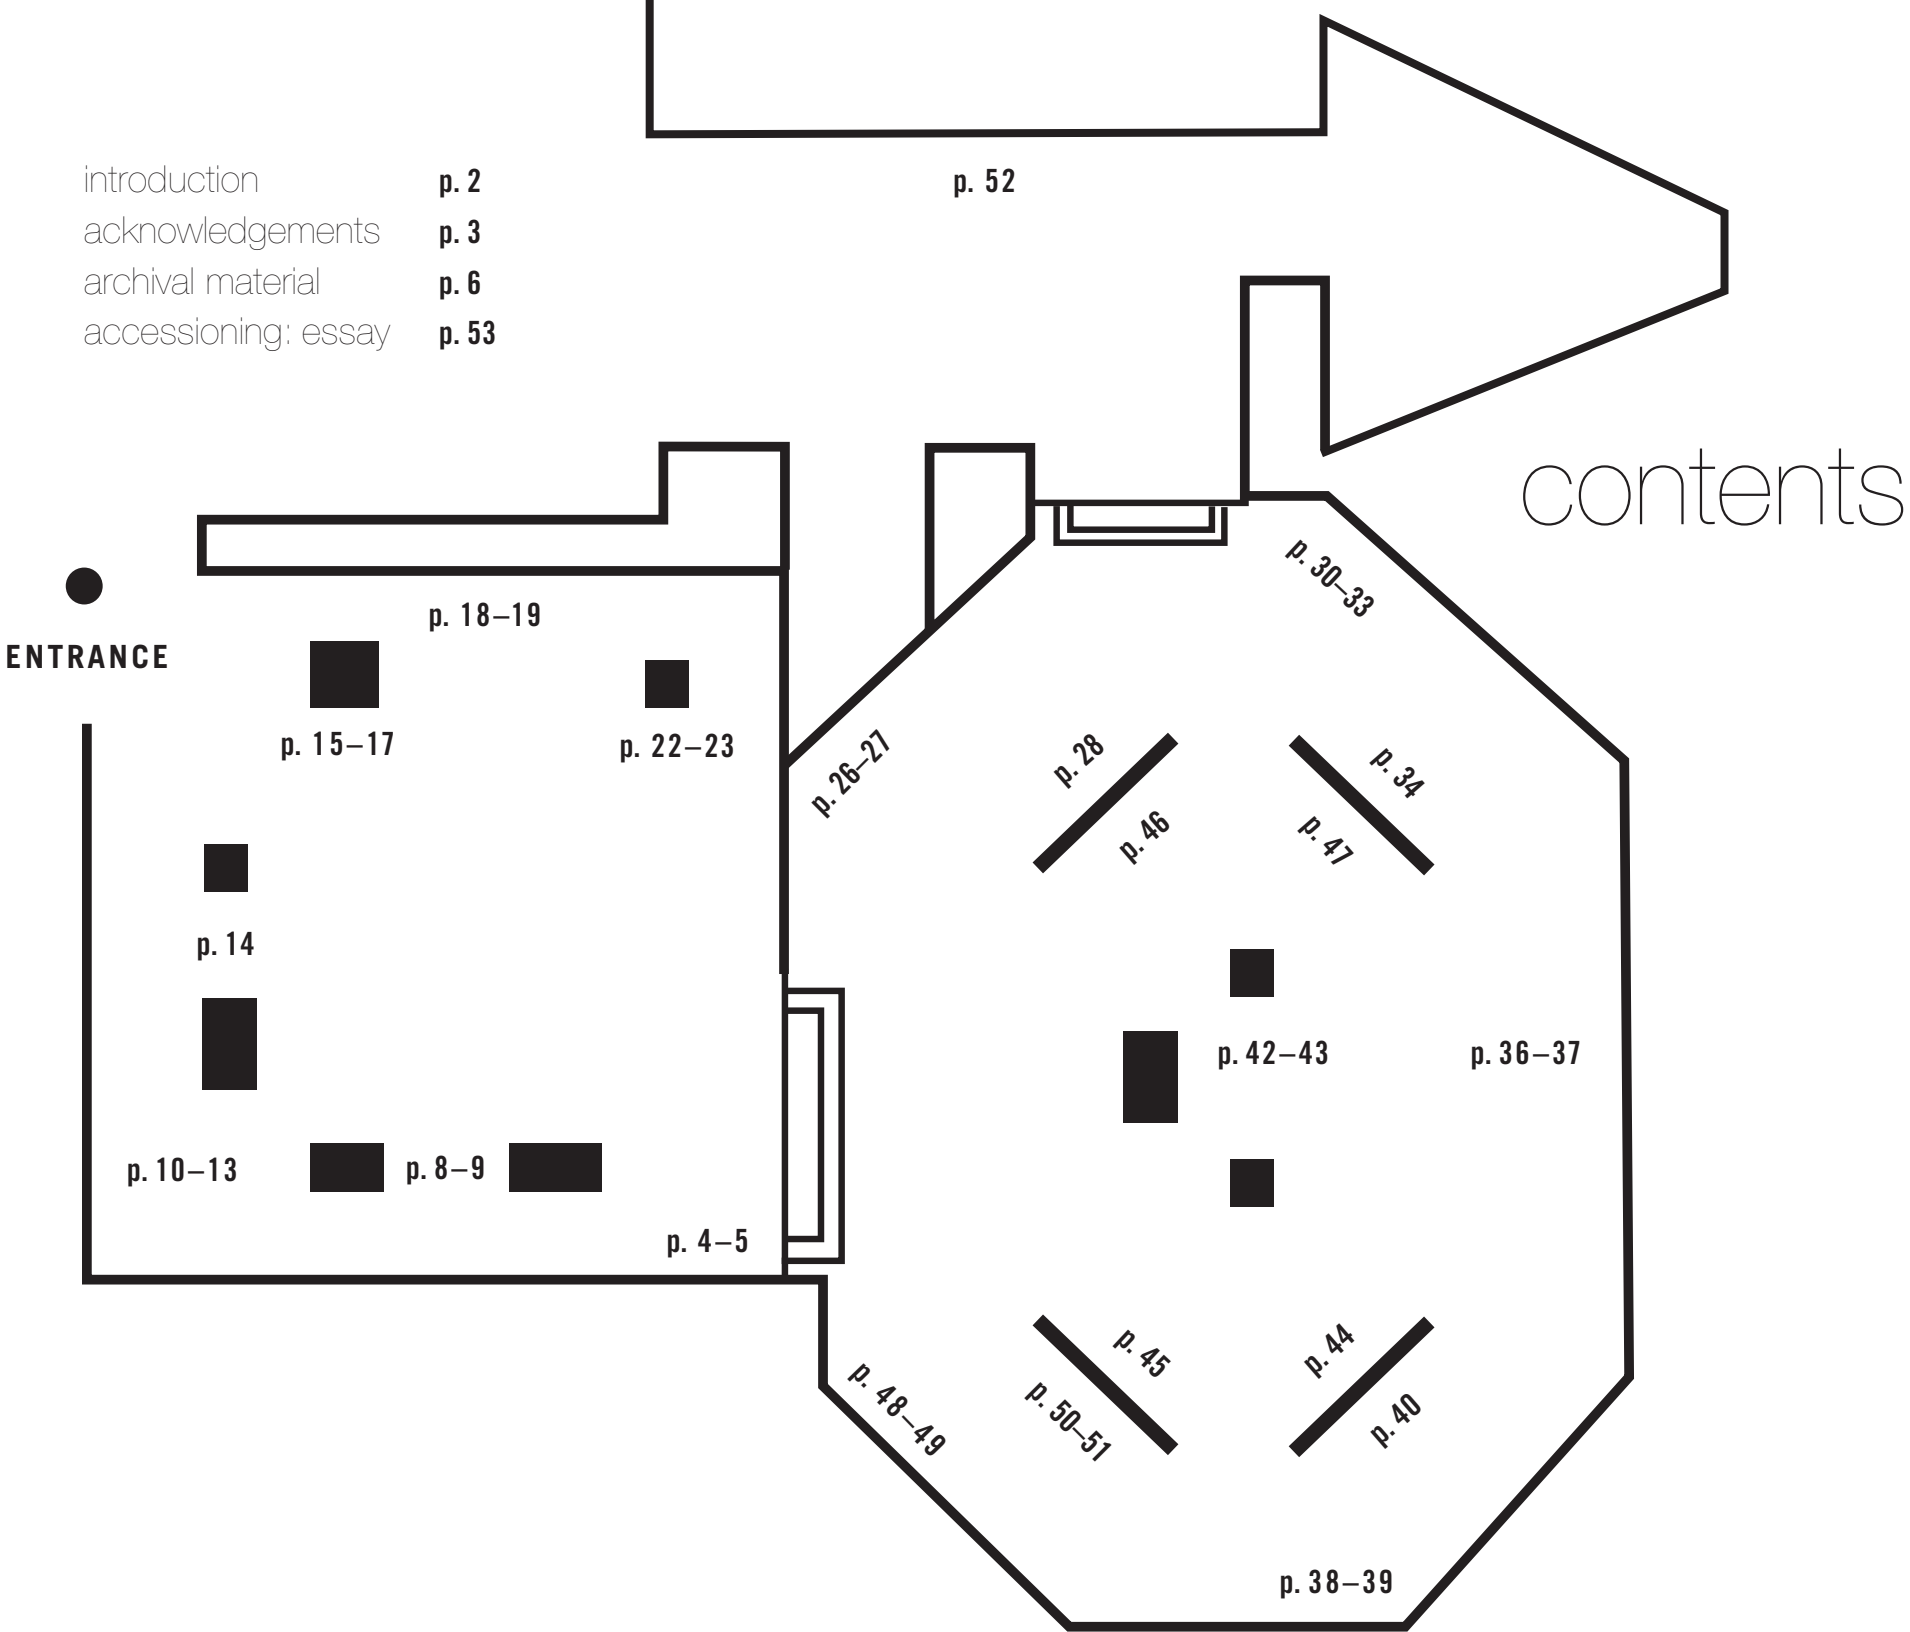 introduction p. 2
acknowledgements p. 3
archival material p. 6
accessioning: essay p. 53
p. 52
contents
ENTRANCE
p. 18–19
p. 30–33
p. 15–17
p. 22–23
p. 26–27
p. 28
p. 34
p. 46
p. 47
p. 14
p. 42–43
p. 36–37
p. 10–13
p. 8–9
p. 4–5
p. 45
p. 44
p. 48–49
p. 50–51
p. 40
p. 38–39